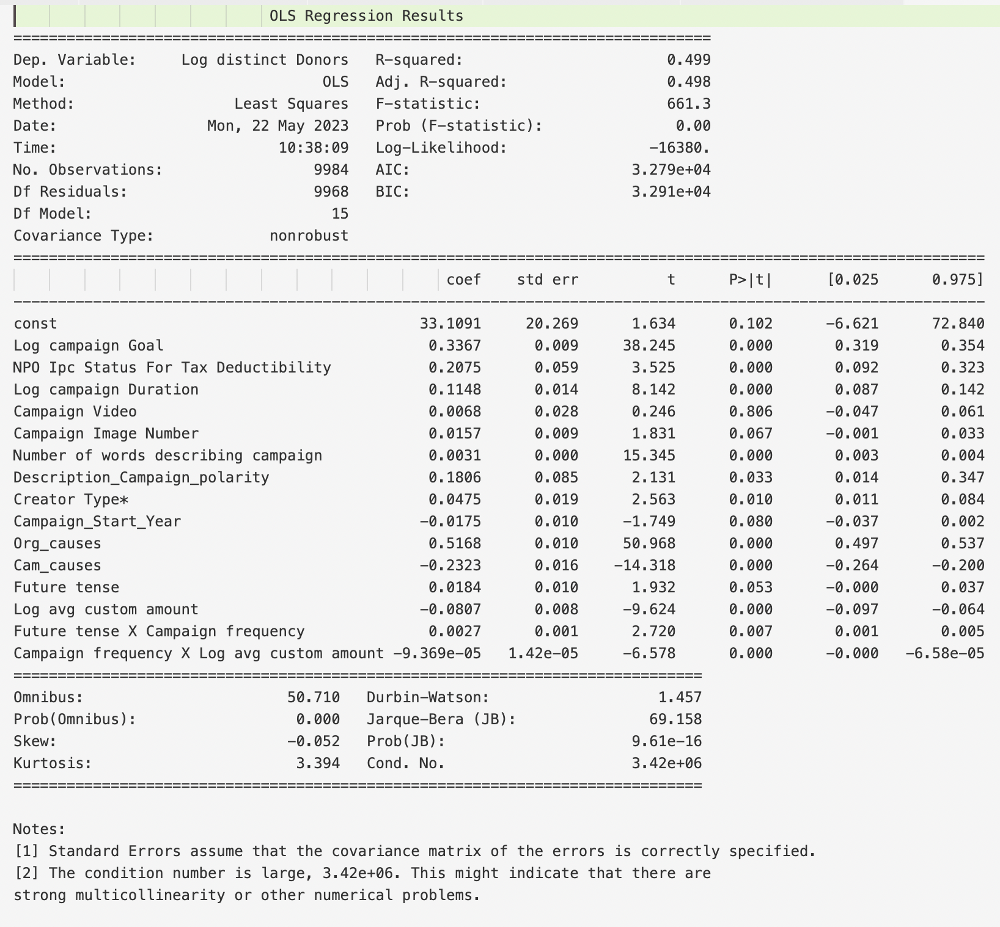 OLS Regression Results
==============================================================================
Dep. Variable:     Log distinct Donors   R-squared:                       0.499
Model:                             OLS   Adj. R-squared:                  0.498
Method:                  Least Squares   F-statistic:                     661.3
Date:                 Mon, 22 May 2023   Prob (F-statistic):               0.00
Time:                         10:38:09   Log-Likelihood:                -16380.
No. Observations:                 9984   AIC:                         3.279e+04
Df Residuals:                     9968   BIC:                         3.291e+04
Df Model:                           15
Covariance Type:             nonrobust
==============================================================================================================
coef    std err          t      P>|t|      [0.025      0.975]
--------------------------------------------------------------------------------------------------------------
const                                         33.1091     20.269      1.634      0.102      -6.621      72.840
Log campaign Goal                              0.3367      0.009     38.245      0.000       0.319       0.354
NPO Ipc Status For Tax Deductibility           0.2075      0.059      3.525      0.000       0.092       0.323
Log campaign Duration                          0.1148      0.014      8.142      0.000       0.087       0.142
Campaign Video                                 0.0068      0.028      0.246      0.806      -0.047       0.061
Campaign Image Number                          0.0157      0.009      1.831      0.067      -0.001       0.033
Number of words describing campaign            0.0031      0.000     15.345      0.000       0.003       0.004
Description_Campaign_polarity                  0.1806      0.085      2.131      0.033       0.014       0.347
Creator Type*                                  0.0475      0.019      2.563      0.010       0.011       0.084
Campaign_Start_Year                           -0.0175      0.010     -1.749      0.080      -0.037       0.002
Org_causes                                     0.5168      0.010     50.968      0.000       0.497       0.537
Cam_causes                                    -0.2323      0.016    -14.318      0.000      -0.264      -0.200
Future tense                                   0.0184      0.010      1.932      0.053      -0.000       0.037
Log avg custom amount                         -0.0807      0.008     -9.624      0.000      -0.097      -0.064
Future tense X Campaign frequency              0.0027      0.001      2.720      0.007       0.001       0.005
Campaign frequency X Log avg custom amount -9.369e-05   1.42e-05     -6.578      0.000      -0.000   -6.58e-05
==============================================================================
Omnibus:                       50.710   Durbin-Watson:                   1.457
Prob(Omnibus):                  0.000   Jarque-Bera (JB):               69.158
Skew:                          -0.052   Prob(JB):                     9.61e-16
Kurtosis:                       3.394   Cond. No.                     3.42e+06
==============================================================================
Notes:
[1] Standard Errors assume that the covariance matrix of the errors is correctly specified.
[2] The condition number is large, 3.42e+06. This might indicate that there are
strong multicollinearity or other numerical problems.